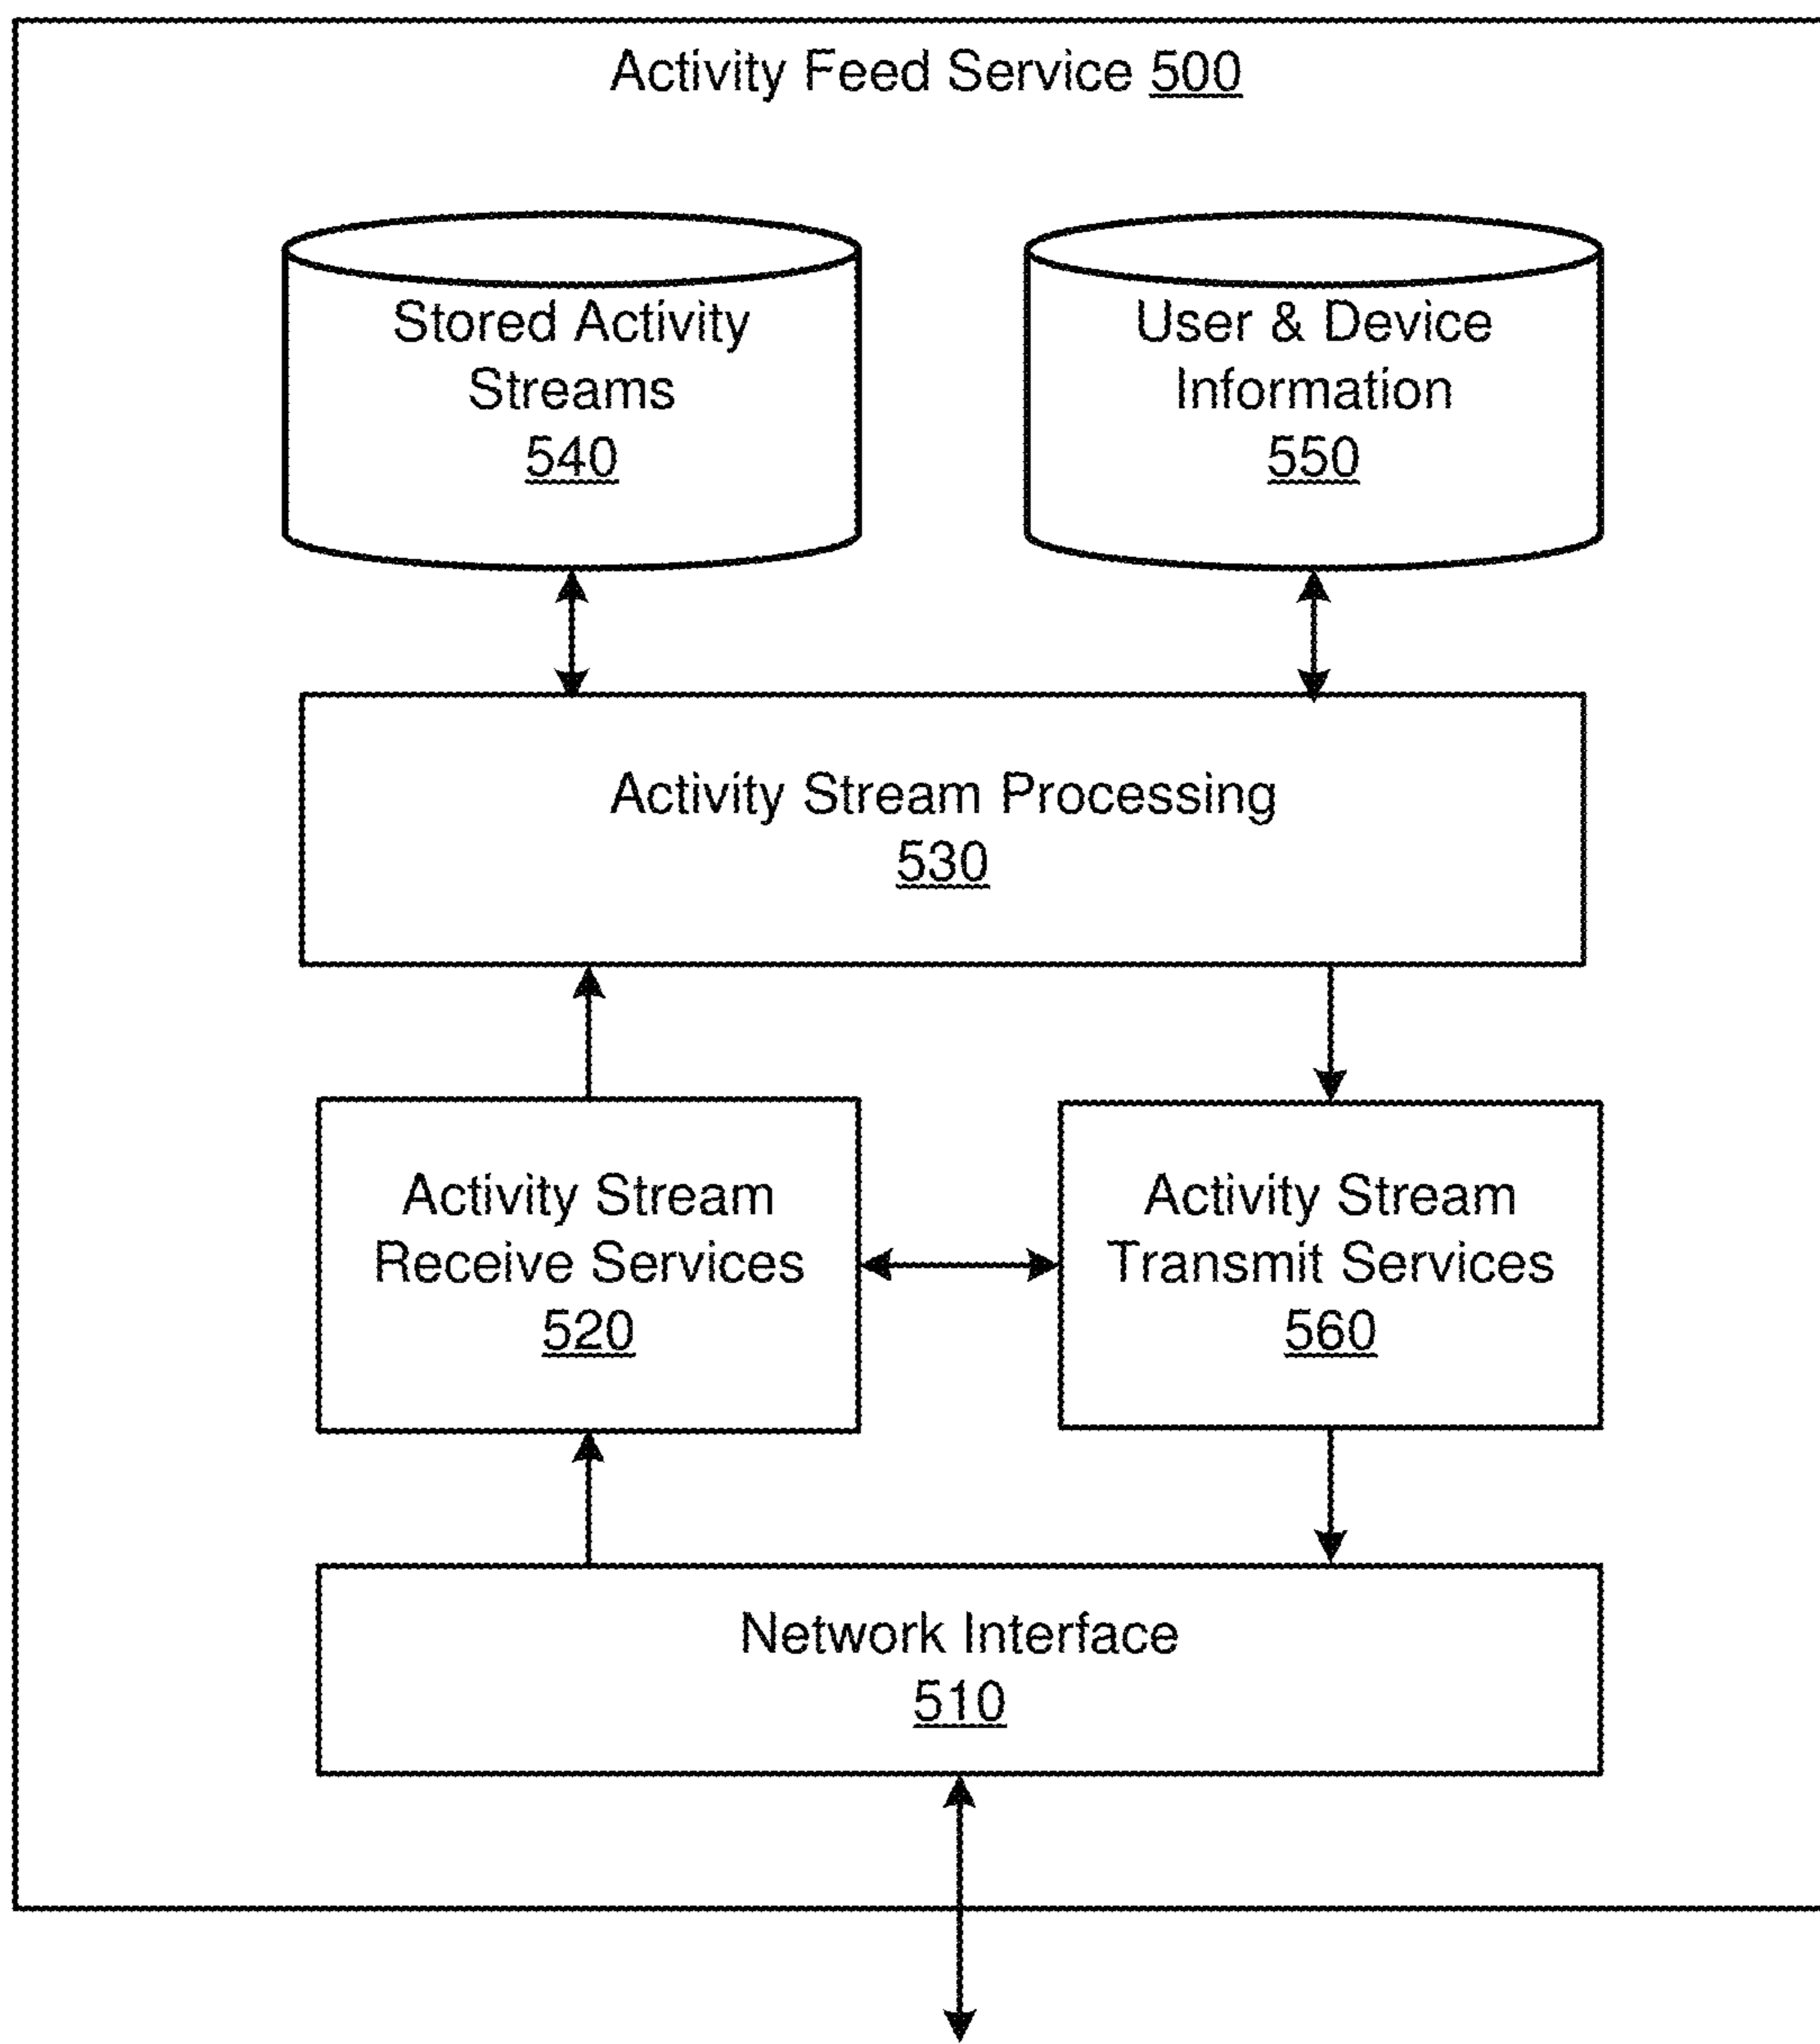 Activity Feed Service 500
Stored Activity
Streams
540
User & Device
Information
550
Activity Stream Processing
530
Activity Stream
Receive Services
520
Activity Stream
Transmit Services
560
Network Interface
510